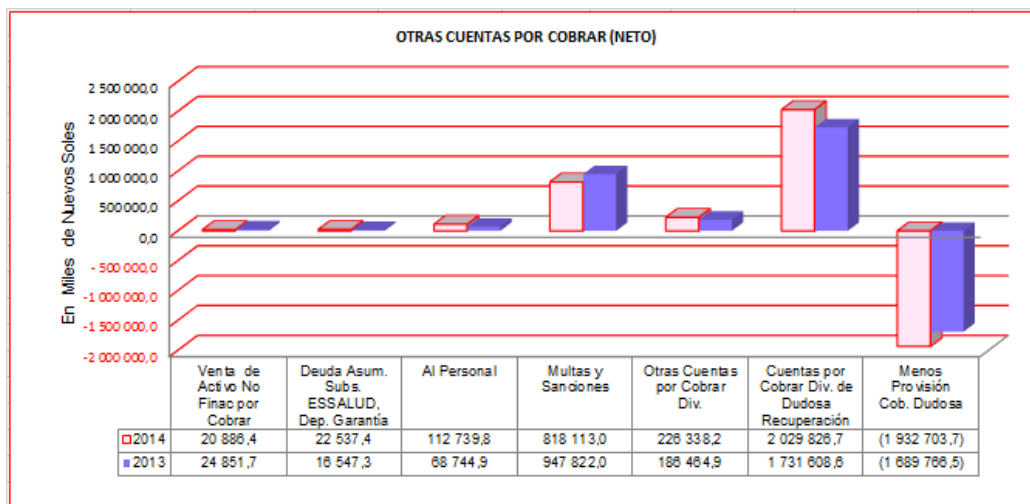 OTRAS CUENTAS POR COBRAR (NETO)
En Miles de Nuevos Soles
2 500 000,0
2 000 000,0
1 500 000,0
1 000 000,0
500 000,0
0,0
- 500 000,0
-1 000 000,0
-1 500 000,0
-2 000 000,0
Venta de
Activo No
Finac por
Cobrar
Deuda Asum.
Subs.
ESSALUD,
Dep. Garantía
Al Personal
Multas y
Sanciones
Otras Cuentas
por Cobrar
Div.
Cuentas por
Cobrar Div. de
Dudosa
Recuperación
Menos
Provisión
Cob. Dudosa
2014 20 886,4 22 537,4 112 739,8 818 113,0 226 338,2 2 029 826,7 (1 932 703,7)
2013 24 851,7 16 547,3 68 744,9 947 822,0 186 464,9 1 731 608,6 (1 689 766,5)